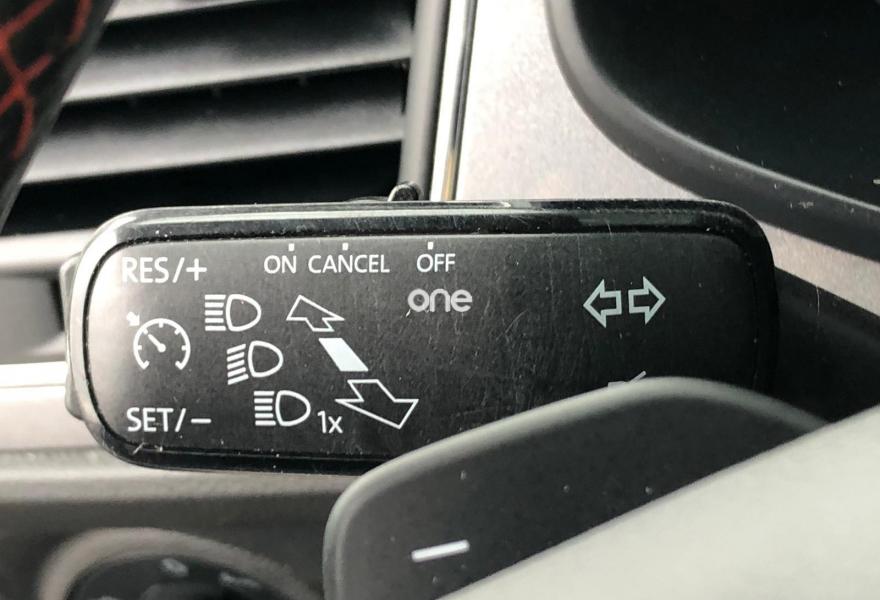 RES/+ ON CANCEL OFF
one
SET/- 1x